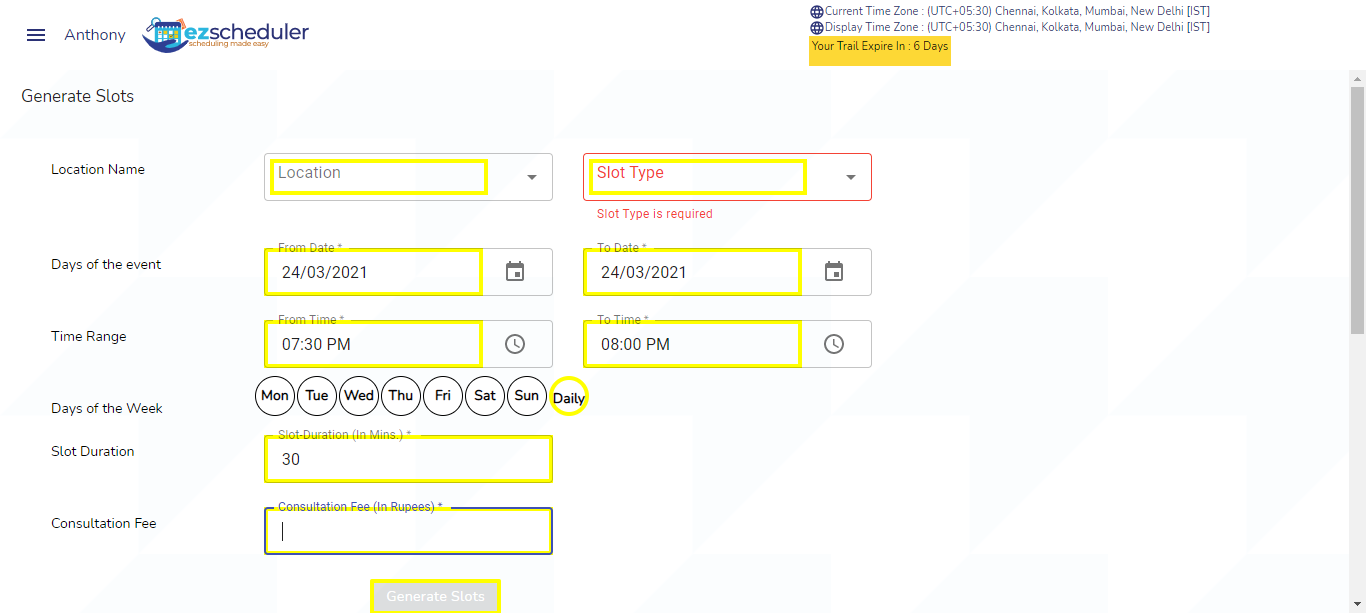 Anthony
ezscheduler
scheduling made easy
Current Time Zone : (UTC+05:30) Chennai, Kolkata, Mumbai, New Delhi [IST]
Display Time Zone : (UTC+05:30) Chennai, Kolkata, Mumbai, New Delhi [IST]
Your Trail Expire In : 6 Days
Generate Slots
Location Name
Location
Slot Type
Slot Type is required
Days of the event
From Date *
24/03/2021
To Date *
24/03/2021
Time Range
From Time *
07:30 PM
To Time *
08:00 PM
Days of the Week
Mon Tue Wed Thu Fri Sat Sun Daily
Slot Duration
Slot-Duration (In Mins.) *
30
Consultation Fee
Consultation Fee (In Rupees) *
Generate Slots